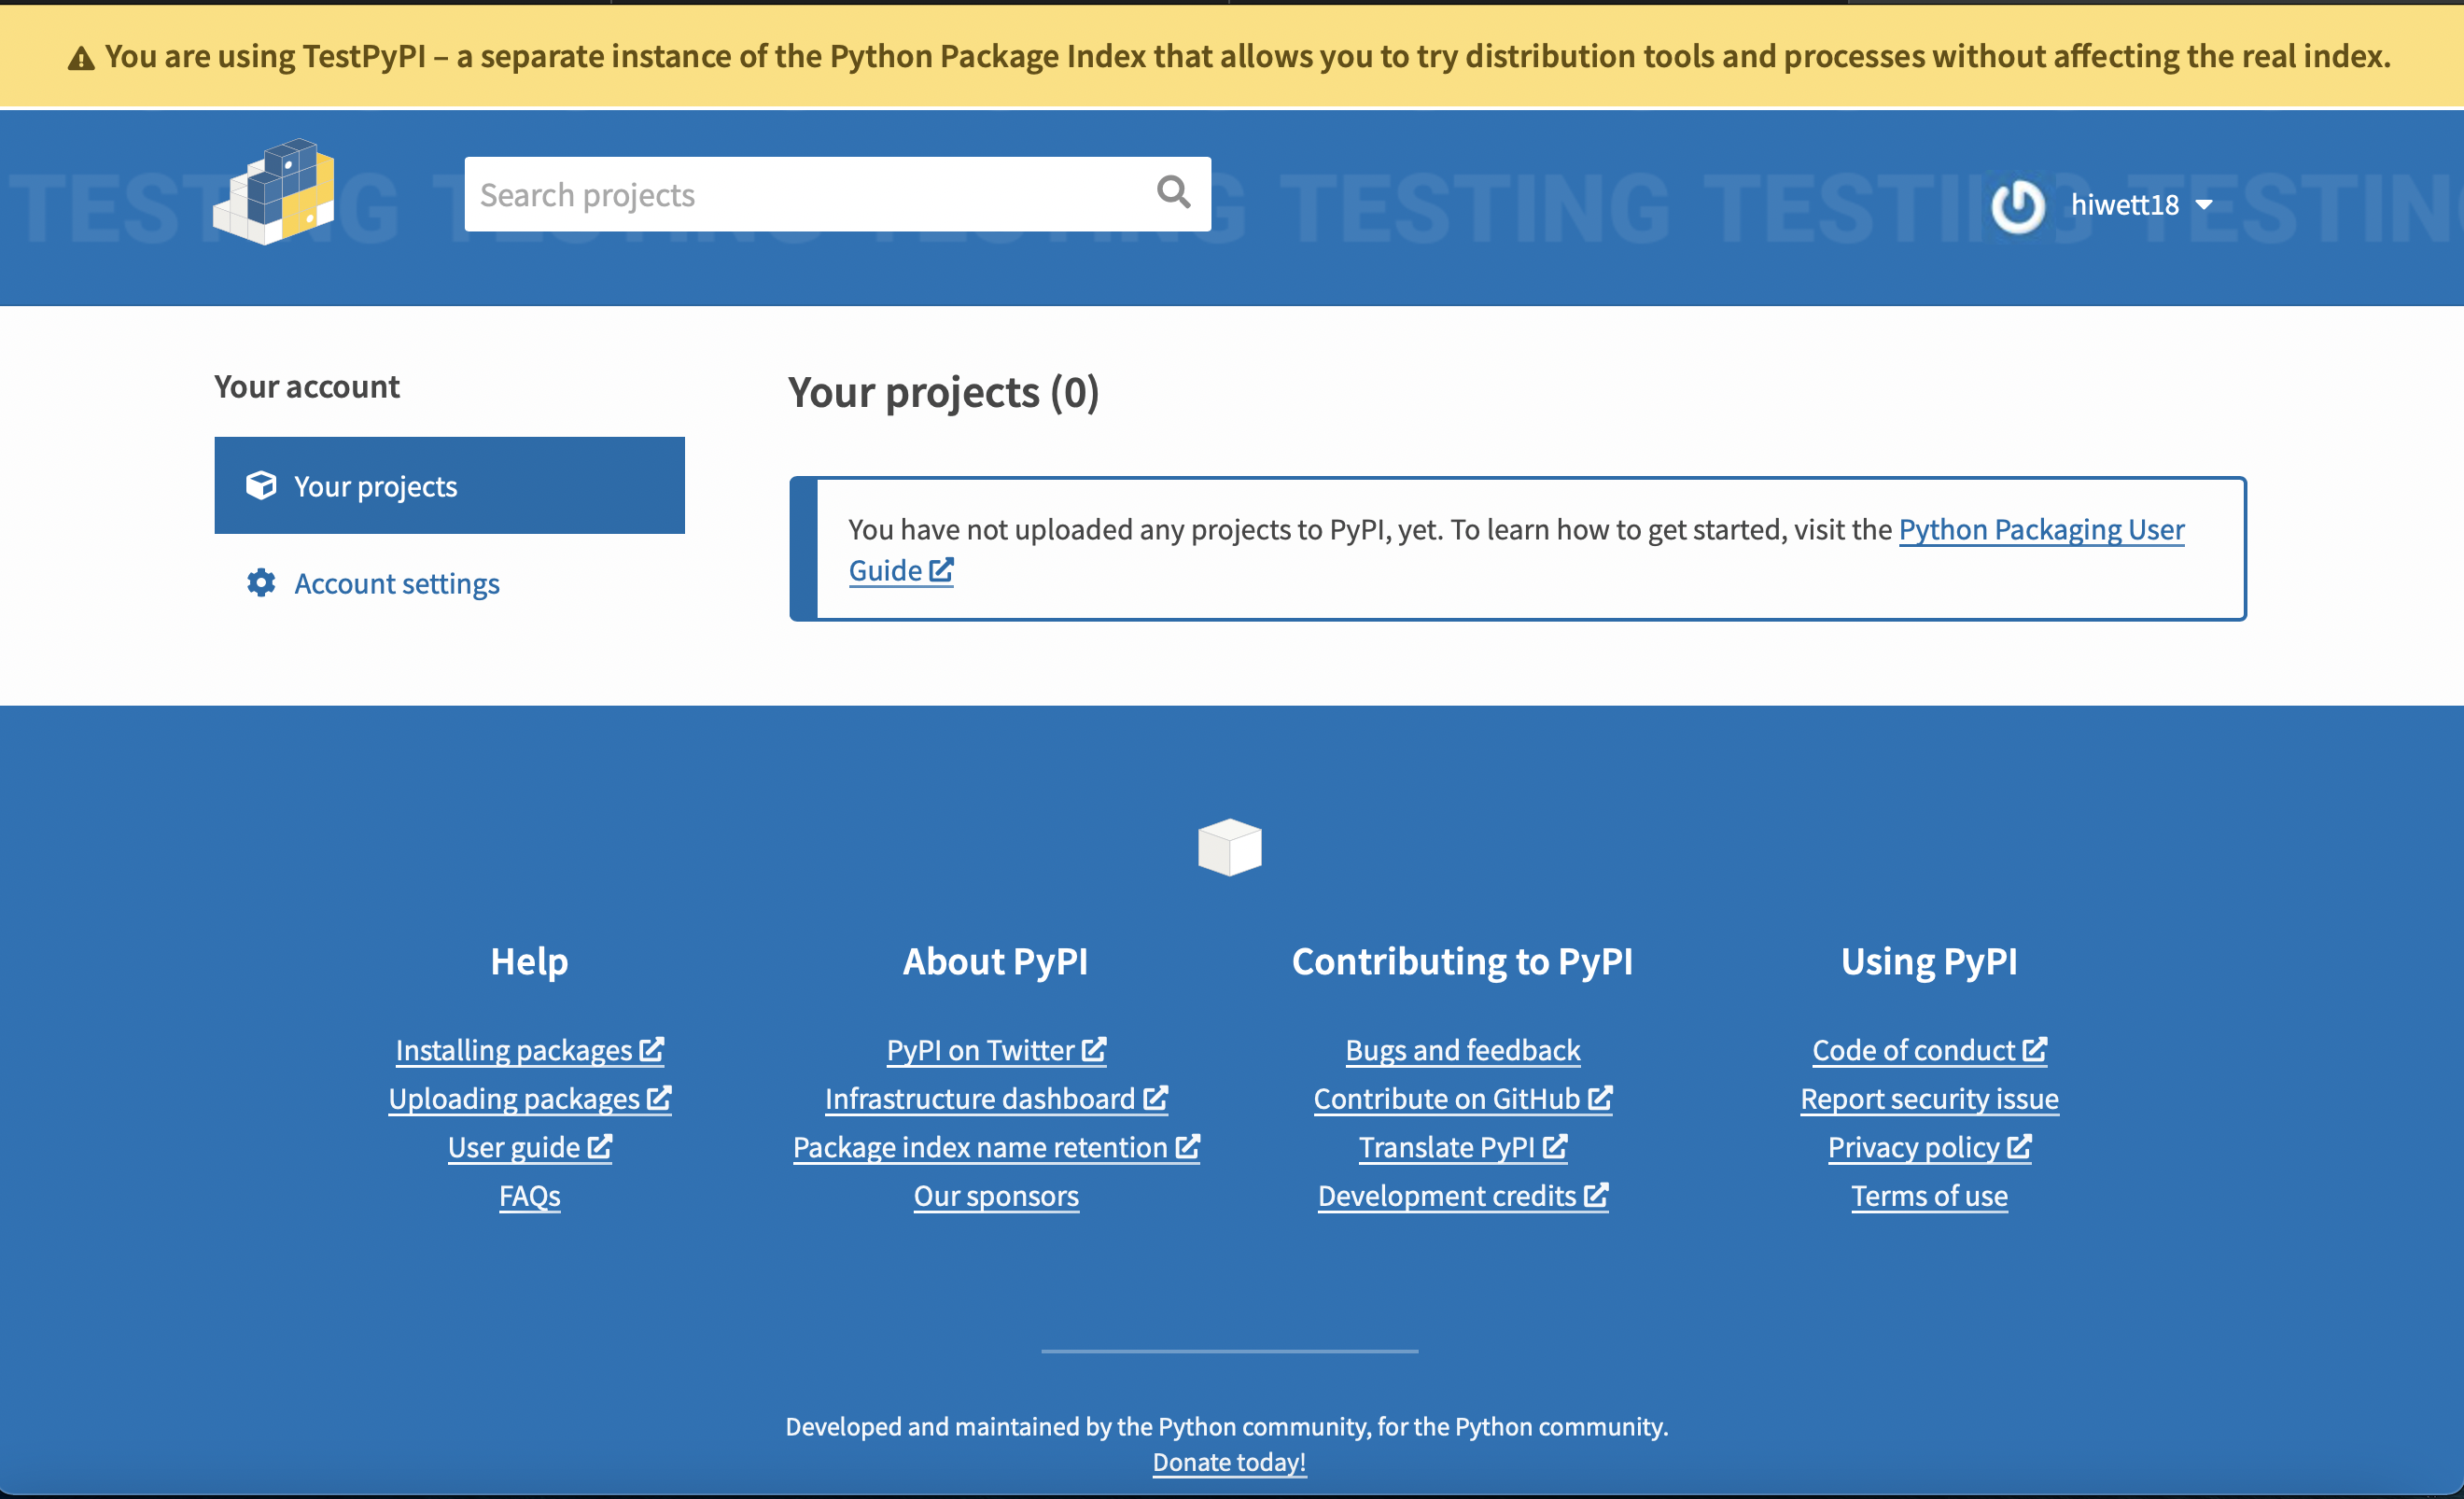 You are using TestPyPI – a separate instance of the Python Package Index that allows you to try distribution tools and processes without affecting the real index.
TESTING TESTING TESTING TESTING TESTING TESTIN
Search projects
hiwett18
Your account
Your projects
Account settings
Your projects (0)
You have not uploaded any projects to PyPI, yet. To learn how to get started, visit the Python Packaging User
Guide
Help
Installing packages
Uploading packages
User guide
FAQs
About PyPI
PyPI on Twitter
Infrastructure dashboard
Package index name retention
Our sponsors
Contributing to PyPI
Bugs and feedback
Contribute on GitHub
Translate PyPI
Development credits
Using PyPI
Code of conduct
Report security issue
Privacy policy
Terms of use
Developed and maintained by the Python community, for the Python community.
Donate today!